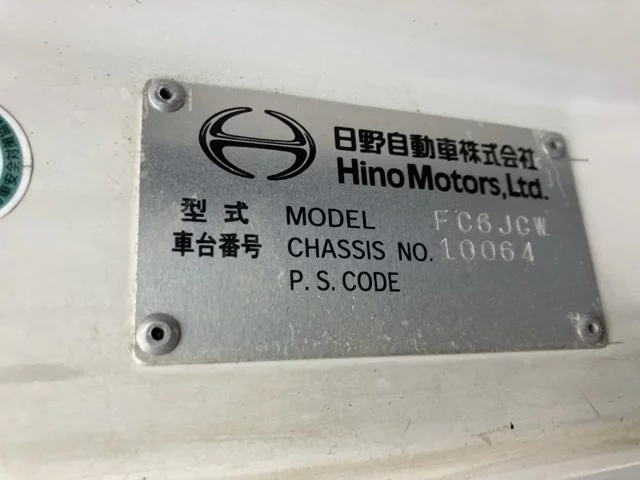 日野自動車株式会社
Hino Motors, Ltd.
型式 MODEL FC6JCW
車台番号 CHASSIS NO. 10064
P.S.CODE